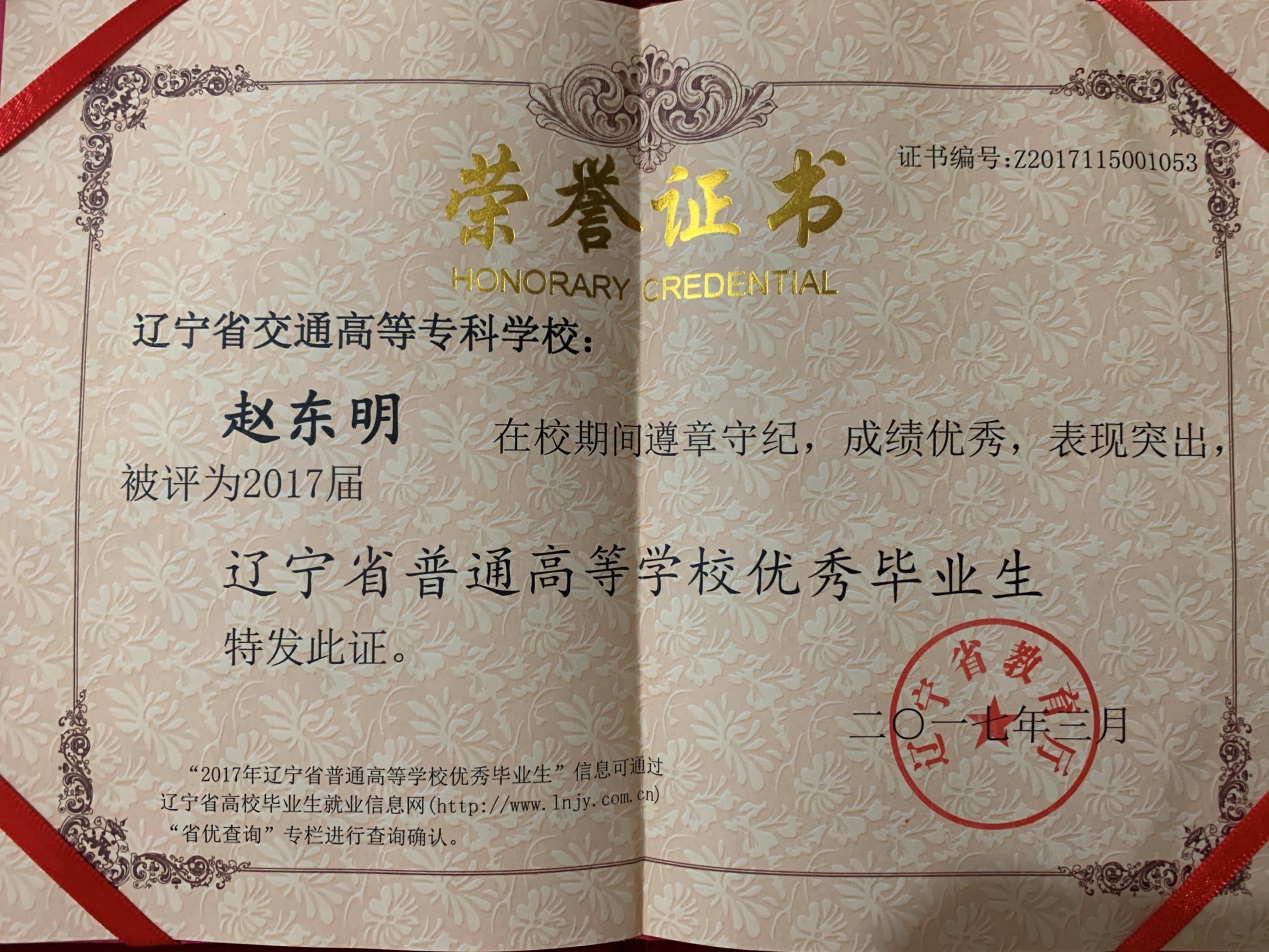 证书编号:Z2017115001053
荣誉证书
HONORARY CREDENTIAL
辽宁省交通高等专科学校：
赵东明 在校期间遵章守纪，成绩优秀，表现突出，
被评为2017届
辽宁省普通高等学校优秀毕业生
特发此证。
辽宁省教育厅
二〇一七年三月
“2017年辽宁省普通高等学校优秀毕业生”信息可通过
辽宁省高校毕业生就业信息网(http://www.lnjy.com.cn)
“省优查询”专栏进行查询确认。